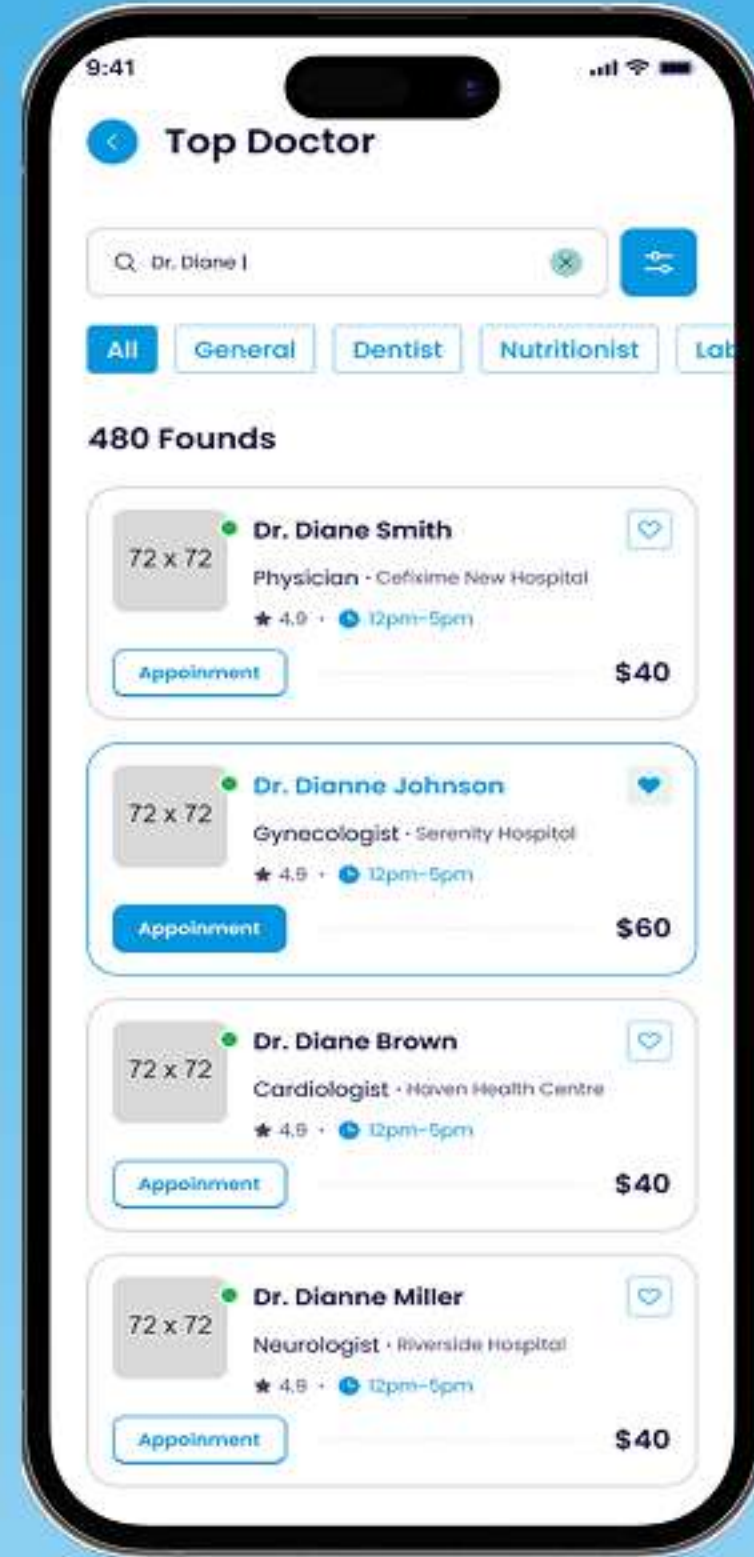 9:41
Top Doctor
Dr. Diane
All General Dentist Nutritionist Lab
480 Founds
72 x 72
Dr. Diane Smith
Physician · Cefixime New Hospital
4.9 · 12pm-5pm
Appoinment $40
72 x 72
Dr. Dianne Johnson
Gynecologist · Serenity Hospital
4.9 · 12pm-5pm
Appoinment $60
72 x 72
Dr. Diane Brown
Cardiologist · Haven Health Centre
4.9 · 12pm-5pm
Appoinment $40
72 x 72
Dr. Dianne Miller
Neurologist · Riverside Hospital
4.9 · 12pm-5pm
Appoinment $40